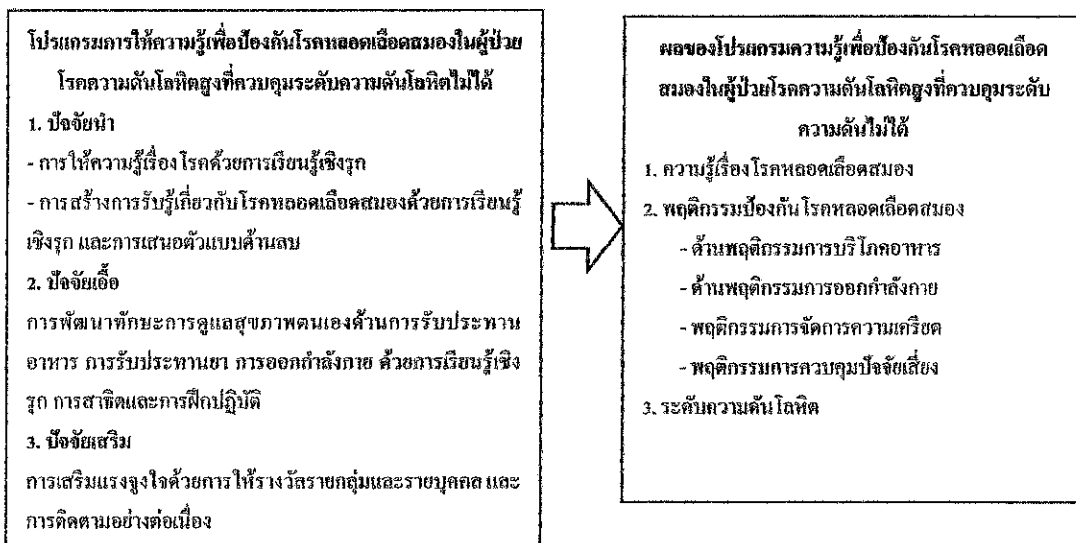 โปรแกรมการให้ความรู้เพื่อป้องกันโรคหลอดเลือดสมองในผู้ป่วย
โรคความดันโลหิตสูงที่ควบคุมระดับความดันโลหิตไม่ได้
1. ปัจจัยนำ
- การให้ความรู้เรื่องโรคด้วยการเรียนรู้เชิงรุก
- การสร้างการรับรู้เกี่ยวกับโรคหลอดเลือดสมองด้วยการเรียนรู้
เชิงรุก และการเสนอตัวแบบด้านลบ
2. ปัจจัยเอื้อ
การพัฒนาทักษะการดูแลสุขภาพตนเองด้านการรับประทาน
อาหาร การรับประทานยา การออกกำลังกาย ด้วยการเรียนรู้เชิง
รุก การสาธิตและการฝึกปฏิบัติ
3. ปัจจัยเสริม
การเสริมแรงจูงใจด้วยการให้รางวัลรายกลุ่มและรายบุคคล และ
การติดตามอย่างต่อเนื่อง
ผลของโปรแกรมความรู้เพื่อป้องกันโรคหลอดเลือด
สมองในผู้ป่วยโรคความดันโลหิตสูงที่ควบคุมระดับ
ความดันไม่ได้
1. ความรู้เรื่องโรคหลอดเลือดสมอง
2. พฤติกรรมป้องกันโรคหลอดเลือดสมอง
- ด้านพฤติกรรมการบริโภคอาหาร
- ด้านพฤติกรรมการออกกำลังกาย
- พฤติกรรมการจัดการความเครียด
- พฤติกรรมการควบคุมปัจจัยเสี่ยง
3. ระดับความดันโลหิต